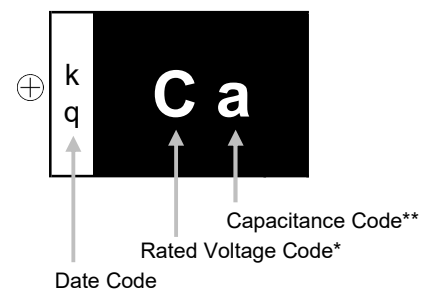 k
q
C a
Capacitance Code**
Rated Voltage Code*
Date Code